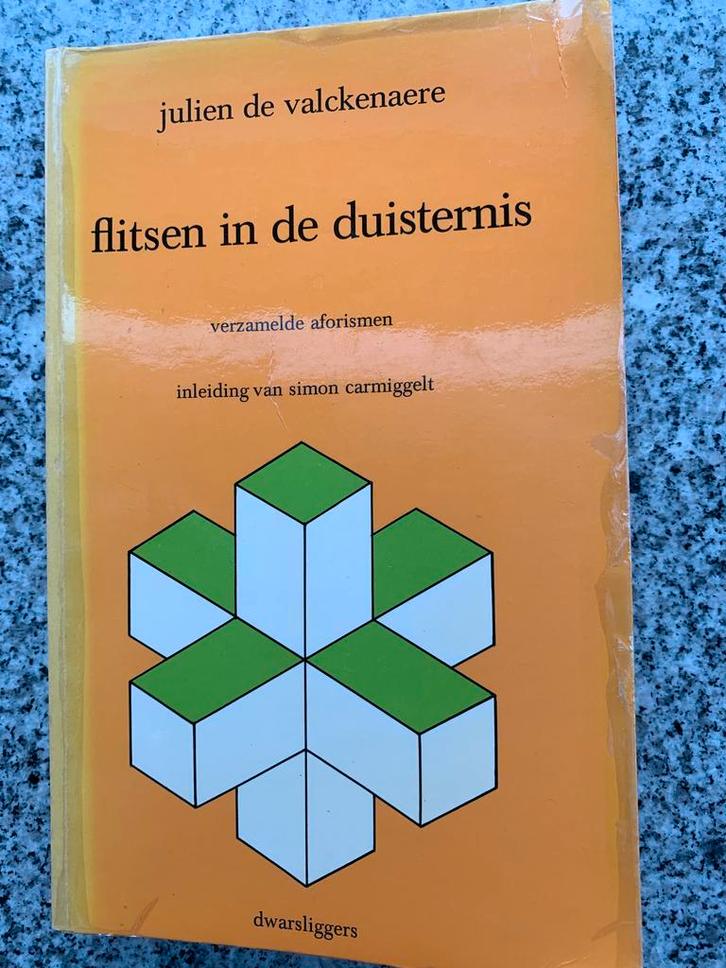 julien de valckenaere
flitsen in de duisternis
verzamelde aforismen
inleiding van simon carmiggelt
dwarsliggers